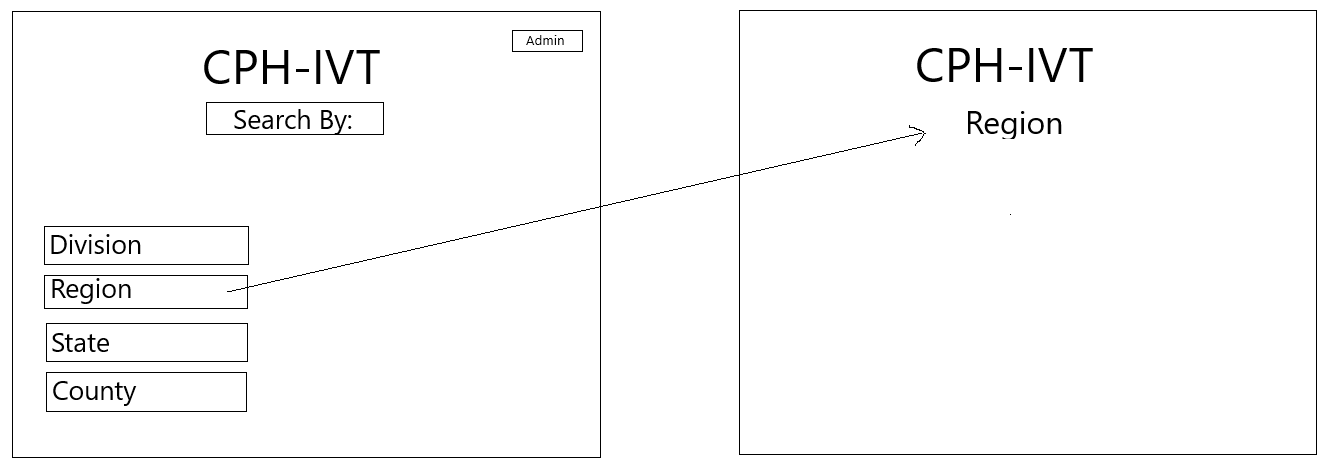 Admin
CPH-IVT
Search By:
Division
Region
State
County
CPH-IVT
Region